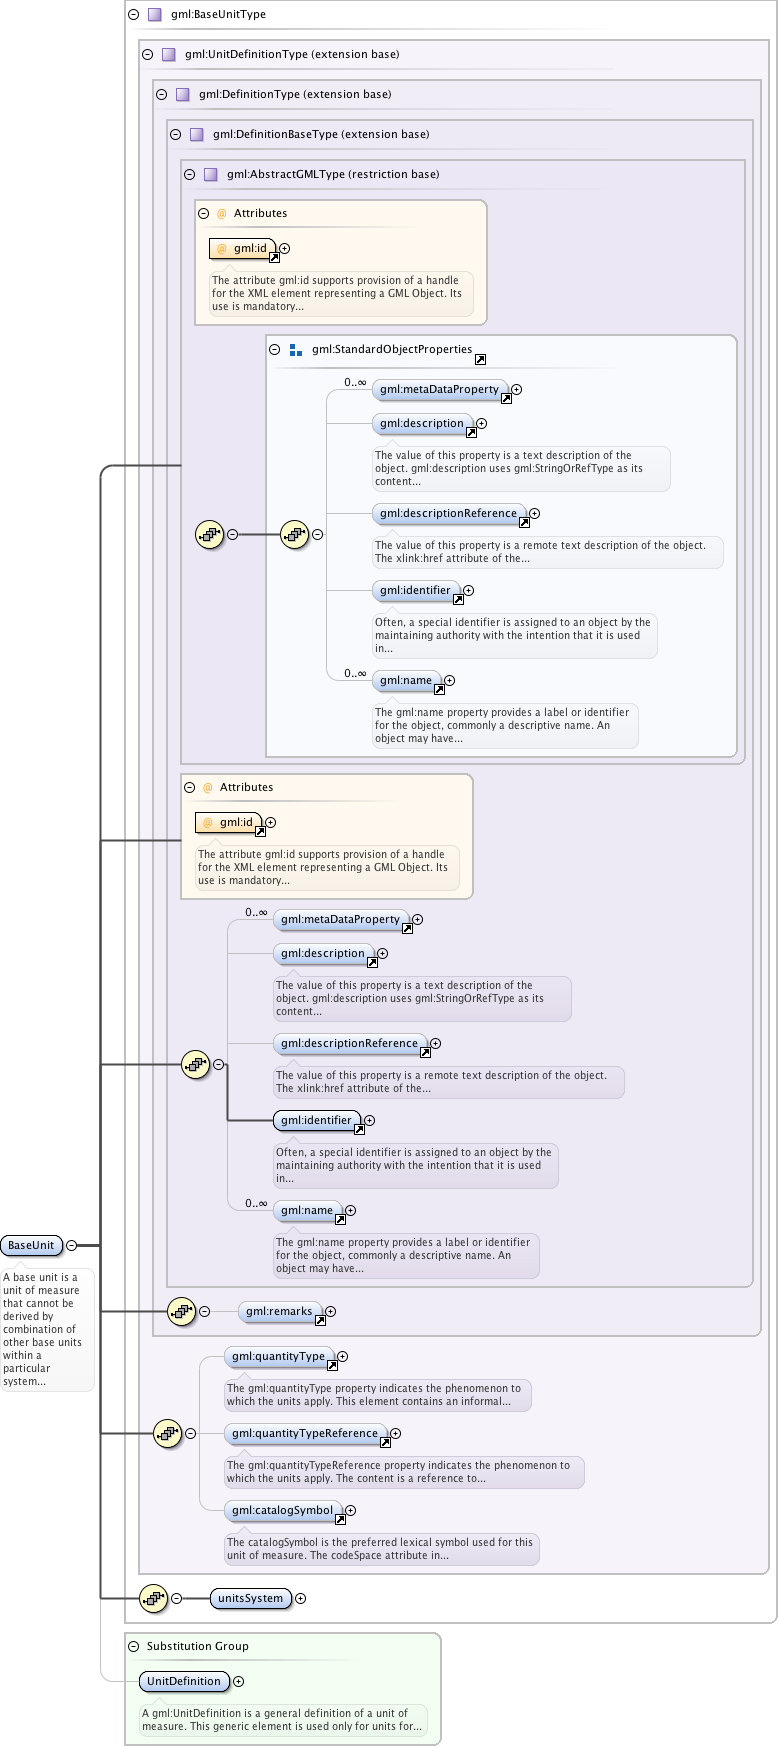 gml:BaseUnitType
gml:UnitDefinitionType (extension base)
gml:DefinitionType (extension base)
gml:DefinitionBaseType (extension base)
gml:AbstractGMLType (restriction base)
@ Attributes
@ gml:id
The attribute gml:id supports provision of a handle
for the XML element representing a GML Object. Its
use is mandatory...
gml:StandardObjectProperties
0..∞
gml:metaDataProperty
gml:description
The value of this property is a text description of the
object. gml:description uses gml:StringOrRefType as its
content...
gml:descriptionReference
The value of this property is a remote text description of the object.
The xlink:href attribute of the...
gml:identifier
Often, a special identifier is assigned to an object by the
maintaining authority with the intention that it is used
in...
0..∞
gml:name
The gml:name property provides a label or identifier
for the object, commonly a descriptive name. An
object may have...
@ Attributes
@ gml:id
The attribute gml:id supports provision of a handle
for the XML element representing a GML Object. Its
use is mandatory...
0..∞
gml:metaDataProperty
gml:description
The value of this property is a text description of the
object. gml:description uses gml:StringOrRefType as its
content...
gml:descriptionReference
The value of this property is a remote text description of the object.
The xlink:href attribute of the...
gml:identifier
Often, a special identifier is assigned to an object by the
maintaining authority with the intention that it is used
in...
0..∞
gml:name
The gml:name property provides a label or identifier
for the object, commonly a descriptive name. An
object may have...
BaseUnit
A base unit is a
unit of measure
that cannot be
derived by
combination of
other base units
within a
particular
system...
gml:remarks
gml:quantityType
The gml:quantityType property indicates the phenomenon to
which the units apply. This element contains an informal...
gml:quantityTypeReference
The gml:quantityTypeReference property indicates the phenomenon to
which the units apply. The content is a reference to...
gml:catalogSymbol
The catalogSymbol is the preferred lexical symbol used for this
unit of measure. The codeSpace attribute in...
unitsSystem
Substitution Group
UnitDefinition
A gml:UnitDefinition is a general definition of a unit of
measure. This generic element is used only for units for...